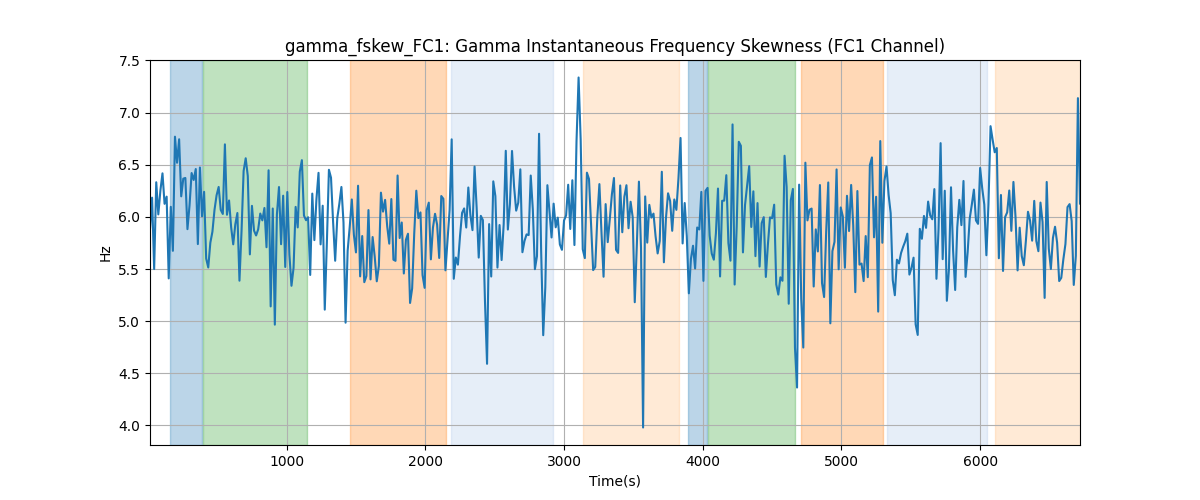 gamma_fskew_FC1: Gamma Instantaneous Frequency Skewness (FC1 Channel)
7.5
7.0
6.5
6.0
5.5
5.0
4.5
4.0
Hz
1000 2000 3000 4000 5000 6000
Time(s)